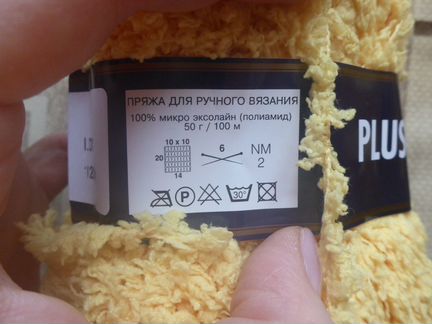 ПРЯЖА ДЛЯ РУЧНОГО ВЯЗАНИЯ
100% микро эксолайн (полиамид)
50 г / 100 м
10 x 10
20
14
6
NM
2
P
30°
PLUS